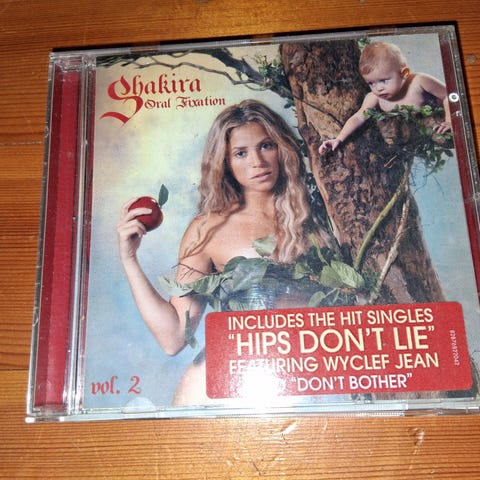 Shakira
Oral Fixation
vol. 2
INCLUDES THE HIT SINGLES
"HIPS DON'T LIE"
FEATURING WYCLEF JEAN
"DON'T BOTHER"